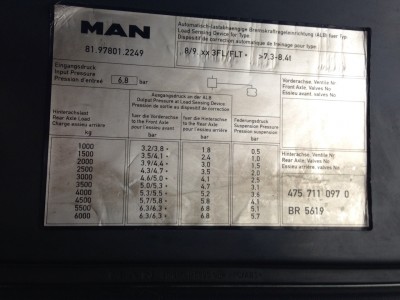 MAN
81.97801.2249
Automatisch-lastabhaengige Bremskraftregeleinrichtung (ALB) fuer Typ
Load Sensing Device for Type
Dispositif de correction automatique de freinage pour type
8/9.xx 3FL/FLT • >7,3-8,4t
Eingangsdruck
Input Pressure
Pression d'entrée 6,8 bar
Vorderachse, Ventile Nr
Front Axle, Valves No
Essieu avant, valves No
Hinterachslast
Rear Axle Load
Charge essieu arrière
kg
Ausgangsdruck an der ALB
Output Pressure at Load Sensing Device
Pression de sortie au dispositif de correction
fuer die Vorderachse
to the Front Axle
pour l'essieu avant
bar
fuer die Hinterachse
to the Rear Axle
pour l'essieu arrière
bar
Federungsdruck
Suspension Pressure
Pression suspension
bar
Hinterachse, Ventile Nr
Rear Axle, Valves No
Essieu arrière, valves No
1000 3,2/3,8 • 1,8 0,5
1500 3,5/4,1 • 2,4 1,0
2000 3,9/4,4 • 3,0 1,5
2500 4,3/4,7 • 3,5 2,0
3000 4,6/5,0 • 4,1 2,5
3500 5,0/5,3 • 4,7 3,1
4000 5,3/5,5 • 5,2 3,6
4500 5,7/5,8 • 5,8 4,1
5500 6,3/6,3 • 6,8 5,1
6000 6,3/6,3 • 6,8 5,7
475 711 097 0
BR 5619